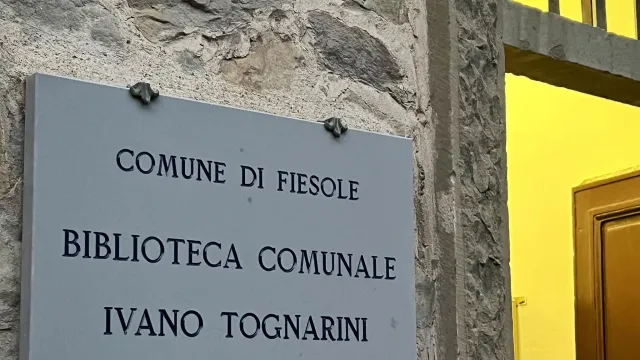 COMUNE DI FIESOLE
BIBLIOTECA COMUNALE
IVANO TOGNARINI